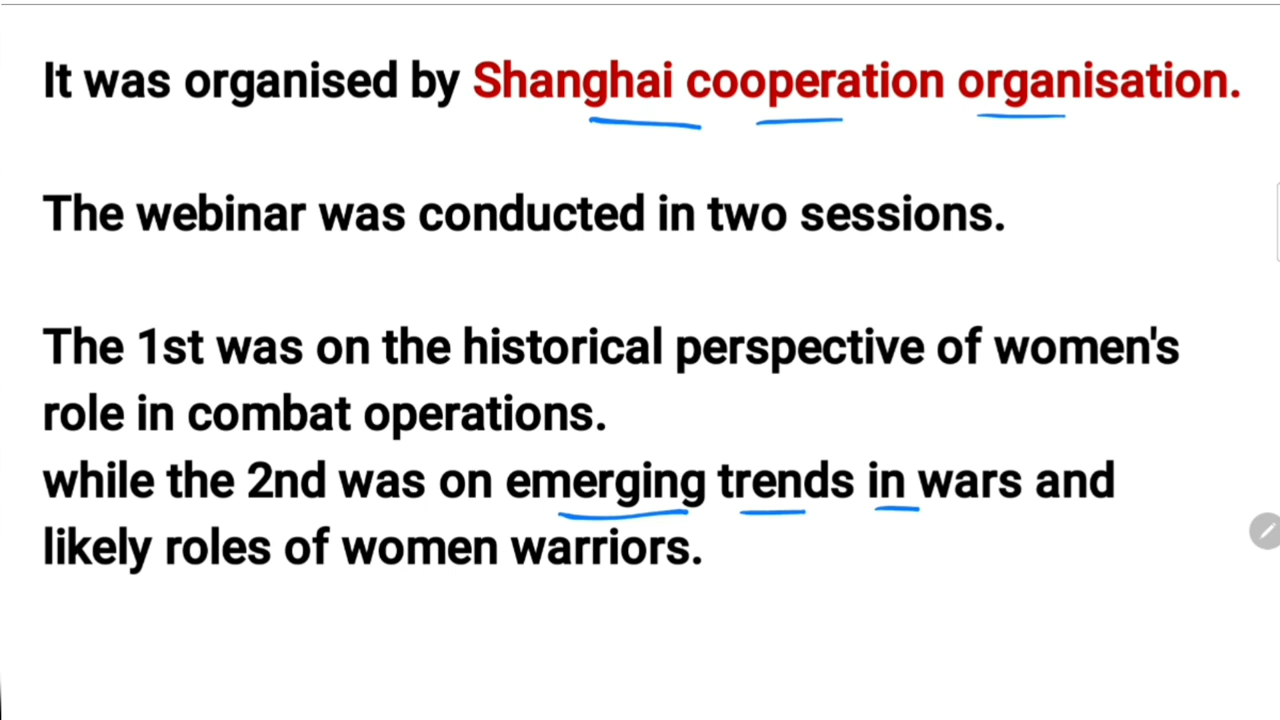 It was organised by Shanghai cooperation organisation.
The webinar was conducted in two sessions.
The 1st was on the historical perspective of women's
role in combat operations.
while the 2nd was on emerging trends in wars and
likely roles of women warriors.